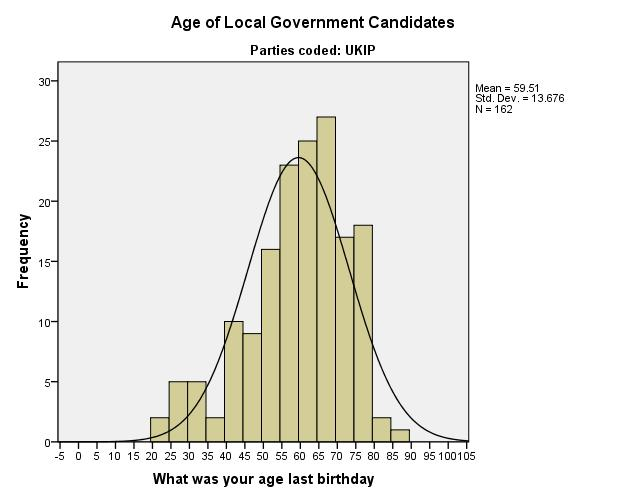 Age of Local Government Candidates
Parties coded: UKIP
Mean = 59.51
Std. Dev. = 13.676
N = 162
30
25
20
15
10
5
0
Frequency
-5 0 5 10 15 20 25 30 35 40 45 50 55 60 65 70 75 80 85 90 95 100 105
What was your age last birthday